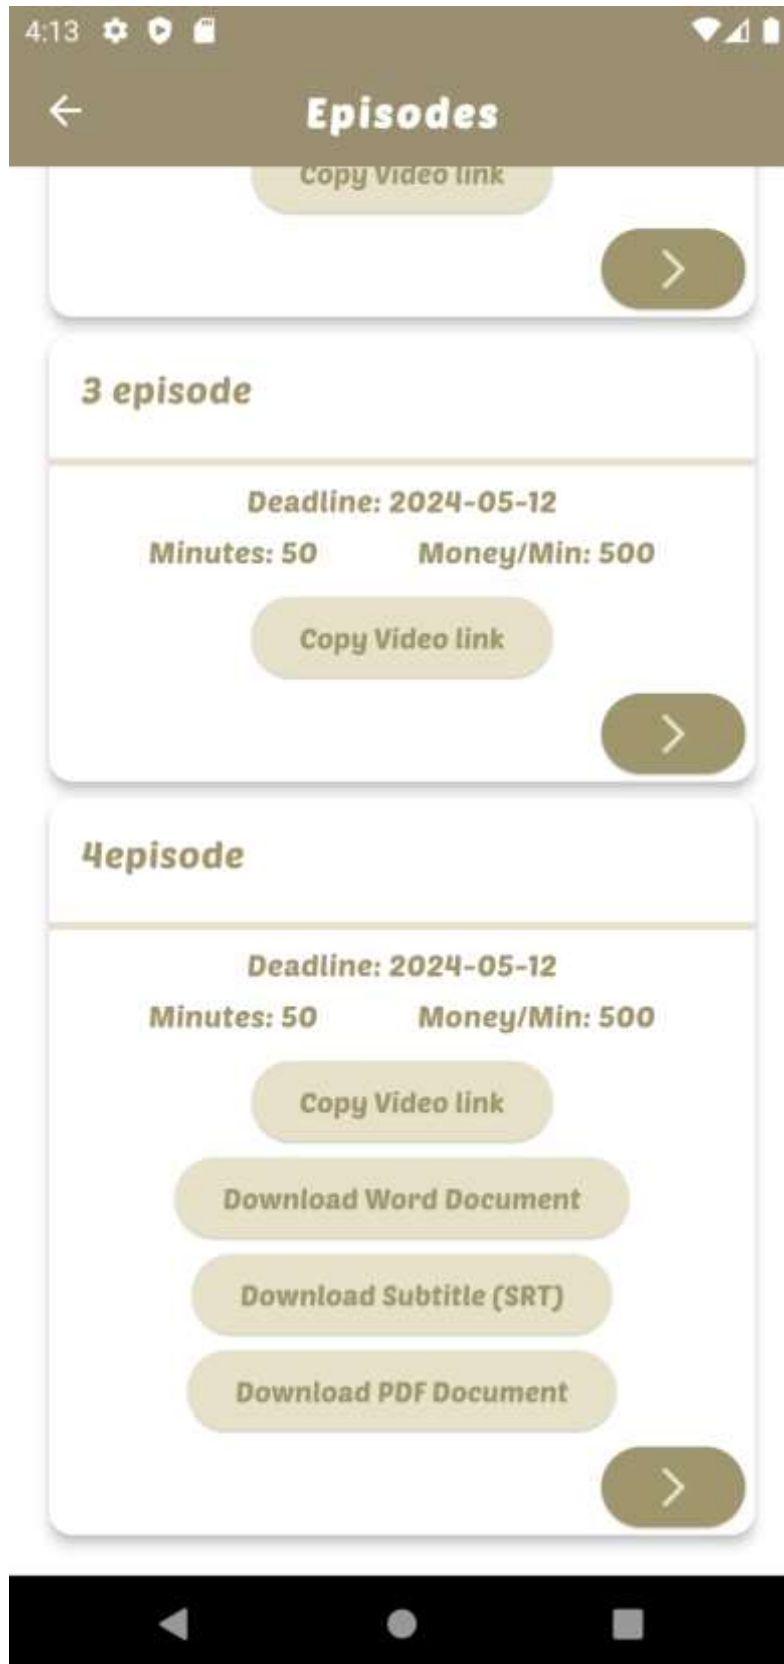 4:13
Episodes
Copy Video link
3 episode
Deadline: 2024-05-12
Minutes: 50 Money/Min: 500
Copy Video link
4episode
Deadline: 2024-05-12
Minutes: 50 Money/Min: 500
Copy Video link
Download Word Document
Download Subtitle (SRT)
Download PDF Document